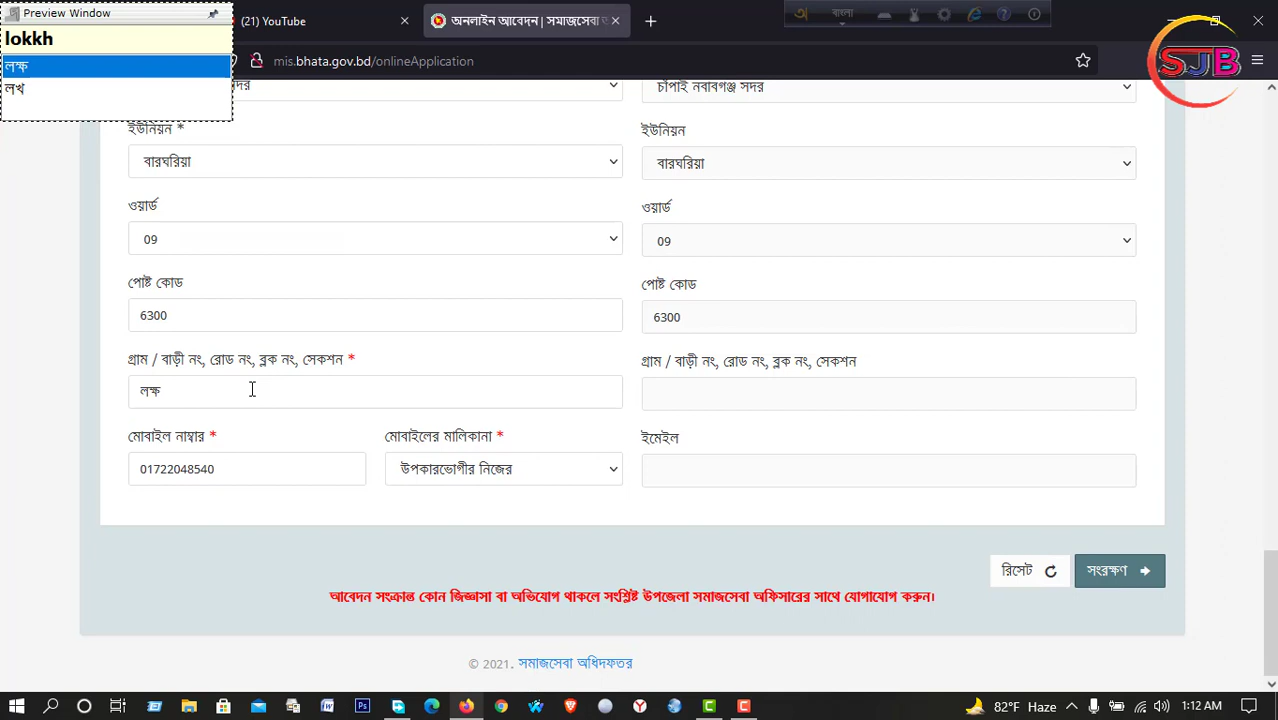 Preview Window
lokkh
লক্ষ
লখ
(21) YouTube
অনলাইন আবেদন | সমাজসেবা
বাংলা
SJB
mis.bhata.gov.bd/onlineApplication
চাঁপাই নবাবগঞ্জ সদর
ইউনিয়ন *
ইউনিয়ন
বারঘরিয়া
বারঘরিয়া
ওয়ার্ড
ওয়ার্ড
09
09
পোষ্ট কোড
পোষ্ট কোড
6300
6300
গ্রাম / বাড়ী নং, রোড নং, ব্লক নং, সেকশন *
গ্রাম / বাড়ী নং, রোড নং, ব্লক নং, সেকশন
লক্ষ
মোবাইল নাম্বার *
মোবাইলের মালিকানা *
ইমেইল
01722048540
উপকারভোগীর নিজের
রিসেট
সংরক্ষণ
আবেদন সংক্রান্ত কোন জিজ্ঞাসা বা অভিযোগ থাকলে সংশ্লিষ্ট উপজেলা সমাজসেবা অফিসারের সাথে যোগাযোগ করুন।
© 2021. সমাজসেবা অধিদফতর
82°F Haze
1:12 AM